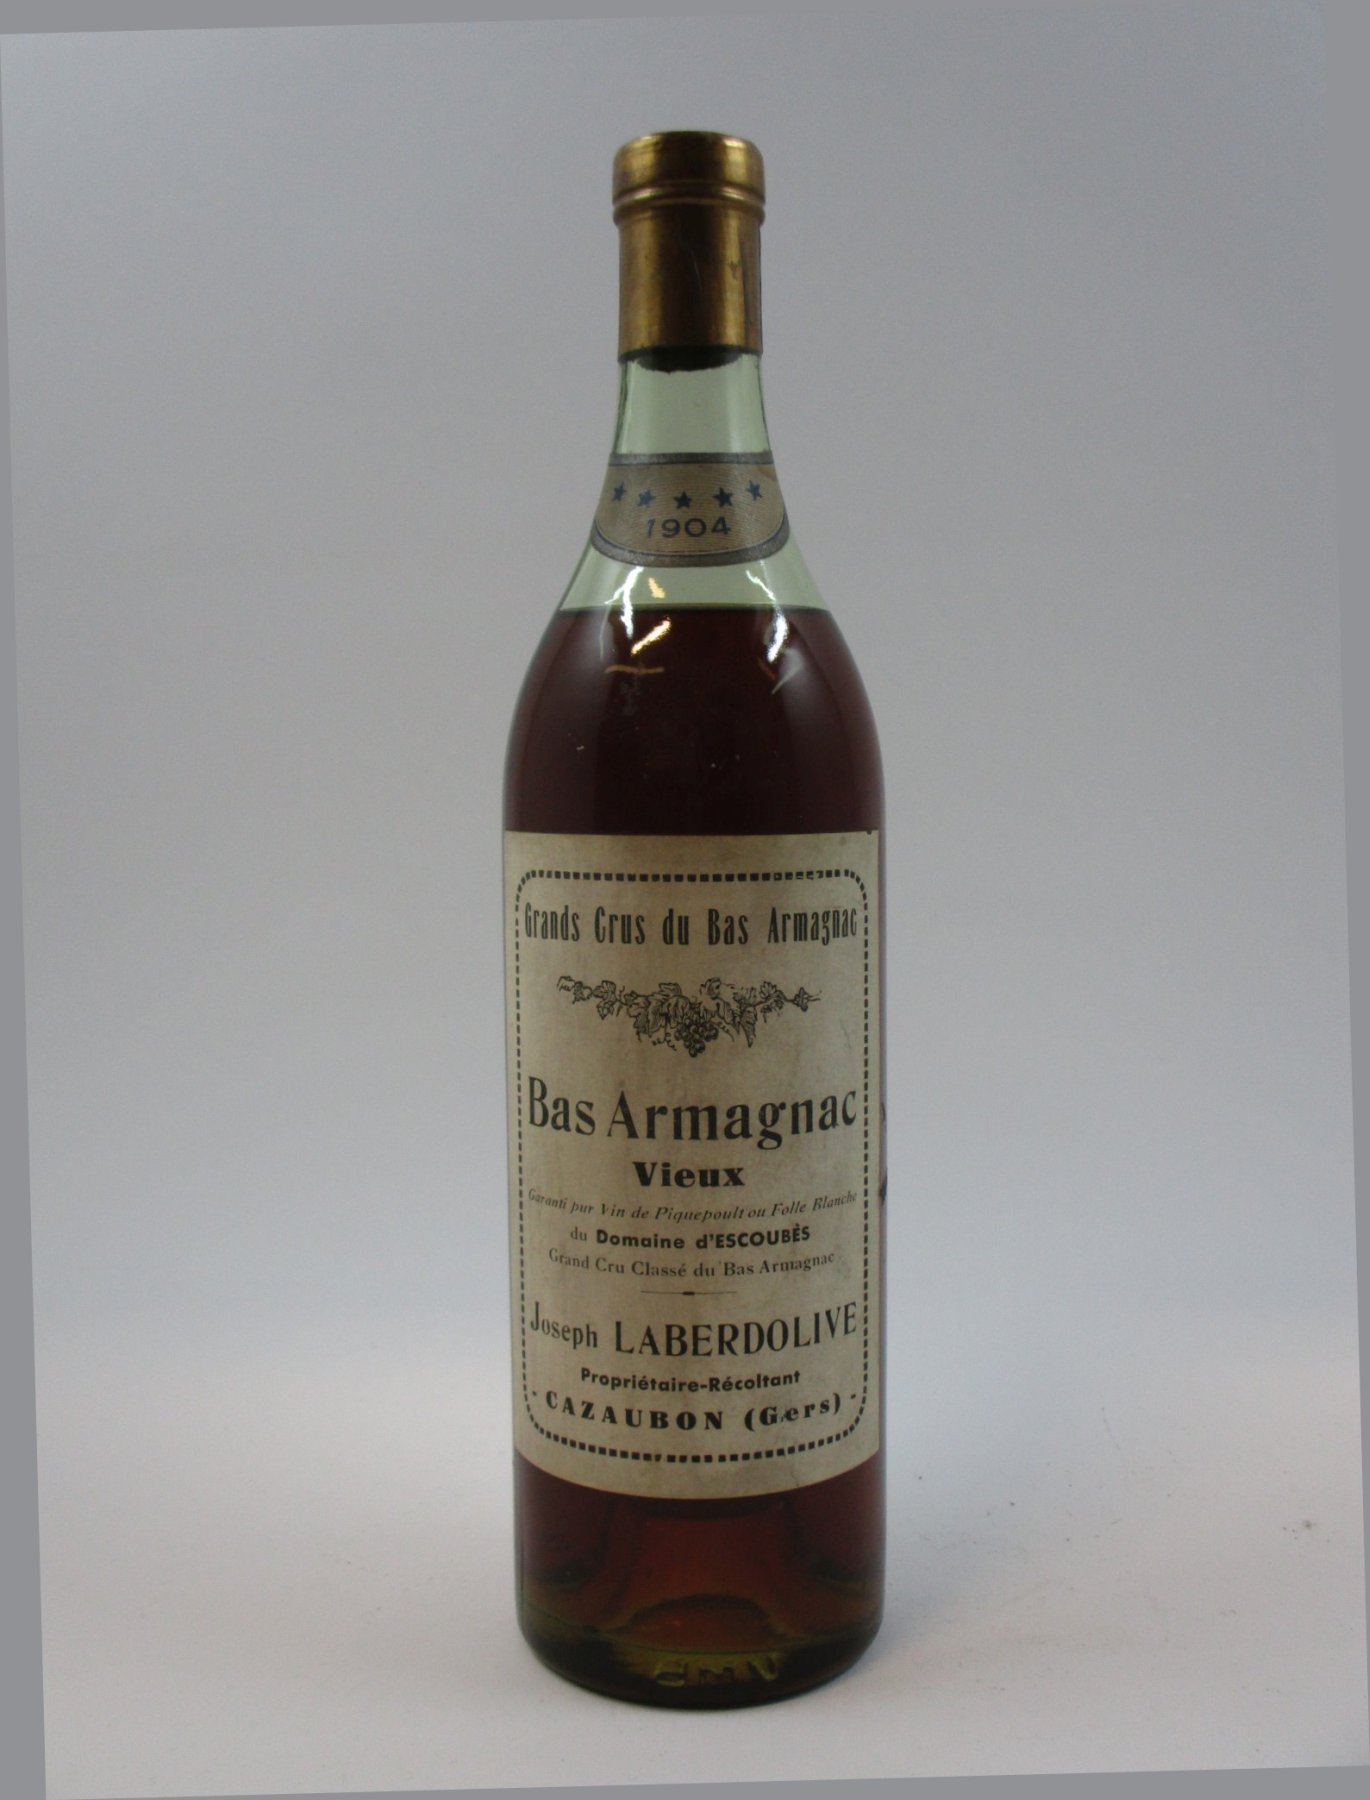 1904
Grands Crus du Bas Armagnac
Bas Armagnac
Vieux
Garanti pur Vin de Piquepoult ou Folle Blanche
du Domaine d'ESCOUBÈS
Grand Cru Classé du Bas Armagnac
Joseph LABERDOLIVE
Propriétaire-Récoltant
- CAZAUBON (Gers) -